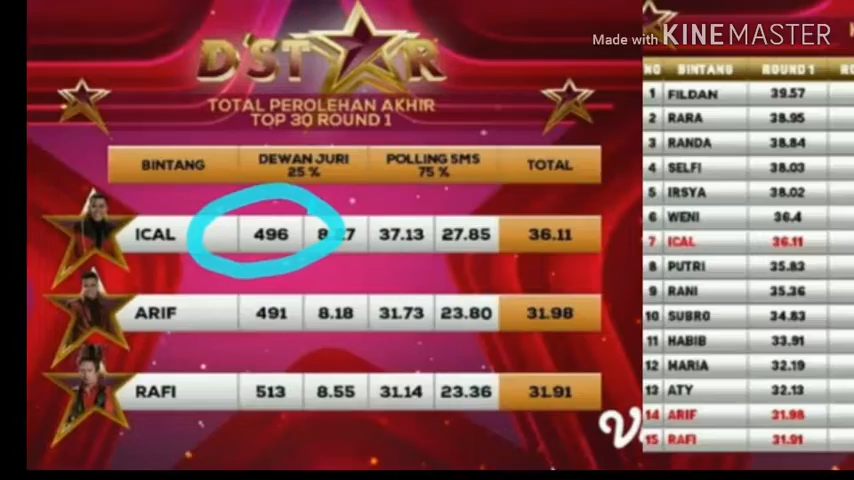 Made with KINEMASTER
D'STAR
TOTAL PEROLEHAN AKHIR
TOP 30 ROUND 1
BINTANG DEWAN JURI 25 % POLLING SMS 75 % TOTAL
ICAL 496 8.27 37.13 27.85 36.11
ARIF 491 8.18 31.73 23.80 31.98
RAFI 513 8.55 31.14 23.36 31.91
NO BINTANG ROUND 1
1 FILDAN 39.57
2 RARA 38.95
3 RANDA 38.84
4 SELFI 38.03
5 IRSYA 38.02
6 WENI 36.4
7 ICAL 36.11
8 PUTRI 35.83
9 RANI 35.36
10 SUBRO 34.83
11 HABIB 33.91
12 MARIA 32.19
13 ATY 32.13
14 ARIF 31.98
15 RAFI 31.91